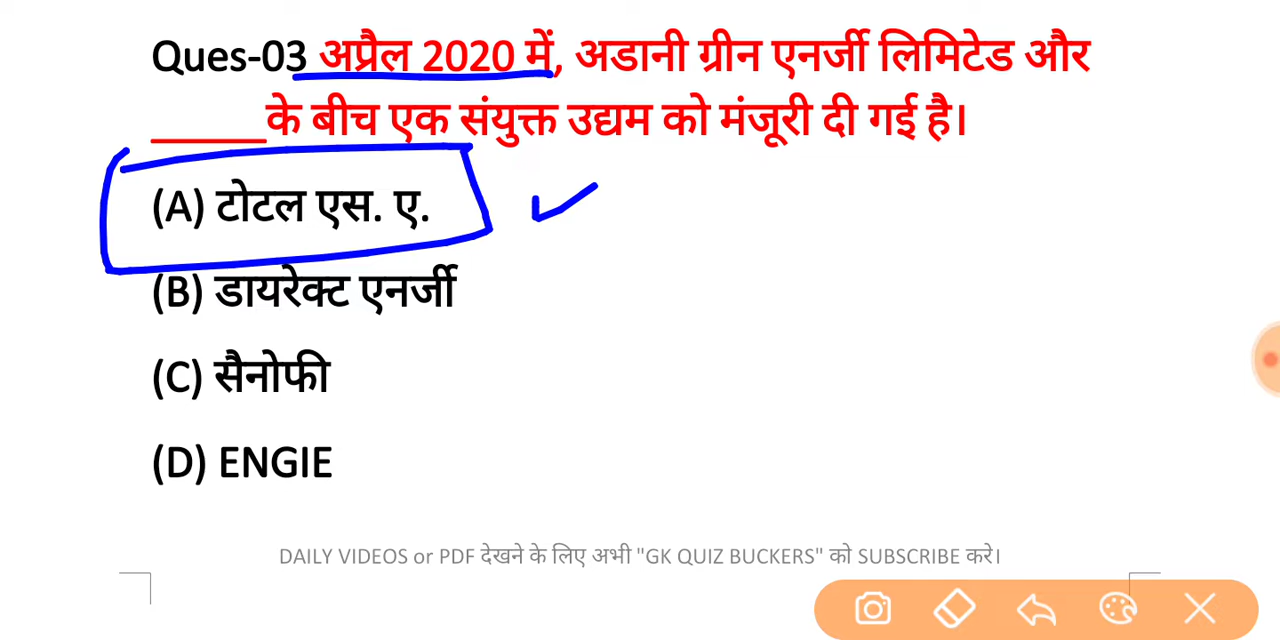 Ques-03 अप्रैल 2020 में, अडानी ग्रीन एनर्जी लिमिटेड और
______के बीच एक संयुक्त उद्यम को मंजूरी दी गई है।
(A) टोटल एस. ए.
(B) डायरेक्ट एनर्जी
(C) सैनोफी
(D) ENGIE
DAILY VIDEOS or PDF देखने के लिए अभी "GK QUIZ BUCKERS" को SUBSCRIBE करे।